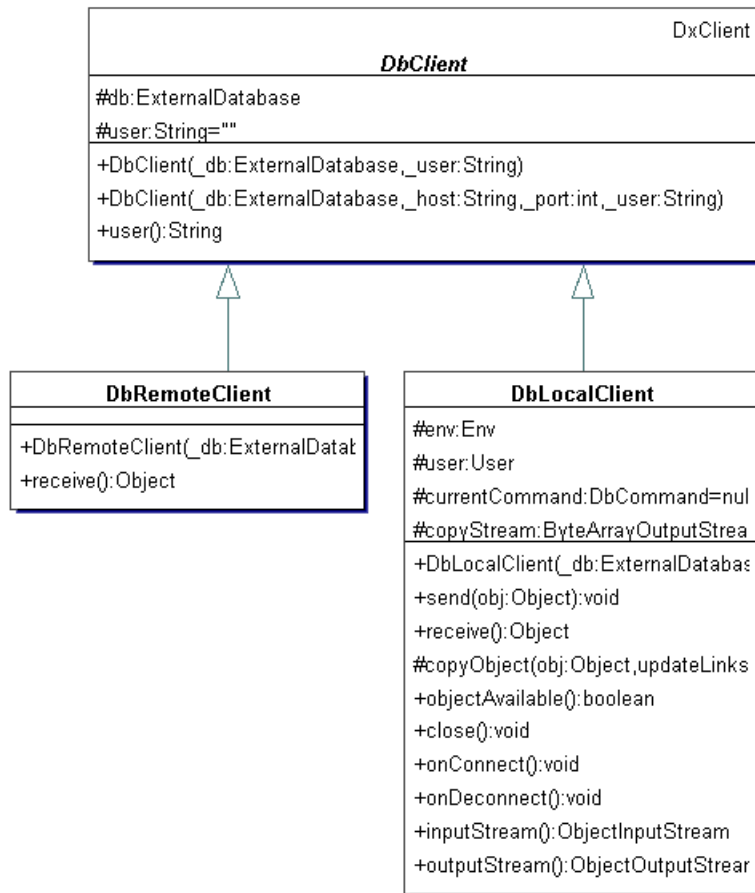 DxClient
DbClient
#db:ExternalDatabase
#user:String=""
+DbClient(_db:ExternalDatabase,_user:String)
+DbClient(_db:ExternalDatabase,_host:String,_port:int,_user:String)
+user():String
DbRemoteClient
+DbRemoteClient(_db:ExternalDatab
+receive():Object
DbLocalClient
#env:Env
#user:User
#currentCommand:DbCommand=nul
#copyStream:ByteArrayOutputStrea
+DbLocalClient(_db:ExternalDatabas
+send(obj:Object):void
+receive():Object
#copyObject(obj:Object,updateLinks
+objectAvailable():boolean
+close():void
+onConnect():void
+onDeconnect():void
+inputStream():ObjectInputStream
+outputStream():ObjectOutputStrear